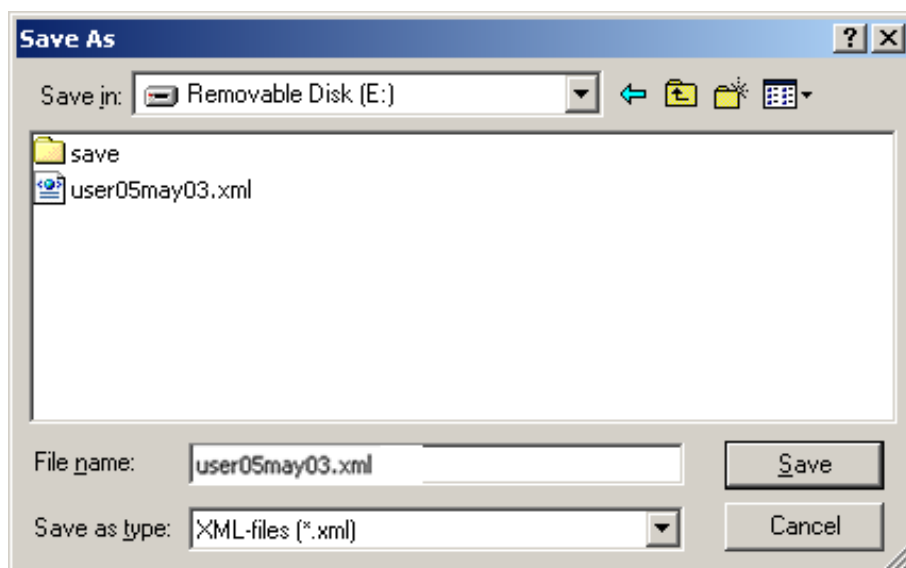 Save As
Save in: Removable Disk (E:)
save
user05may03.xml
File name: user05may03.xml Save
Save as type: XML-files (*.xml) Cancel